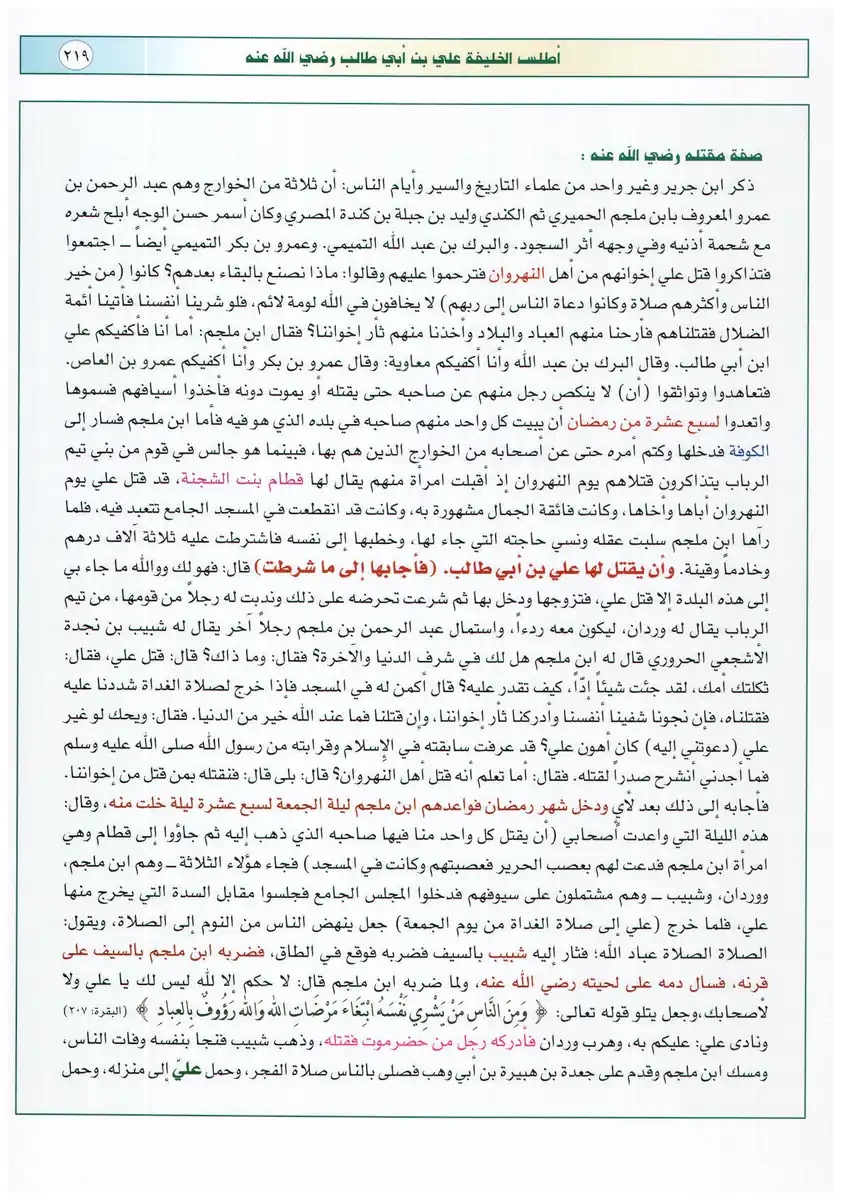 أطلس الخليفة علي بن أبي طالب رضي الله عنه
٢١٩
صفة مقتله رضي الله عنه :
ذكر ابن جرير وغير واحد من علماء التاريخ والسير وأيام الناس: أن ثلاثة من الخوارج وهم عبد الرحمن بن
عمرو المعروف بابن ملجم الحميري ثم الكندي وليد بن جبلة بن كندة المصري وكان أسمر حسن الوجه أبلح شعره
مع شحمة أذنيه وفي وجهه أثر السجود. والبرك بن عبد الله التميمي. وعمرو بن بكر التميمي أيضاً ــ اجتمعوا
فتذاكروا قتل علي إخوانهم من أهل النهروان فترحموا عليهم وقالوا: ماذا نصنع بالبقاء بعدهم؟ كانوا (من خير
الناس وأكثرهم صلاة وكانوا دعاة الناس إلى ربهم) لا يخافون في الله لومة لائم، فلو شرينا أنفسنا فأتينا أئمة
الضلال فقتلناهم فأرحنا منهم العباد والبلاد وأخذنا منهم ثأر إخواننا؟ فقال ابن ملجم: أما أنا فأكفيكم علي
ابن أبي طالب. وقال البرك بن عبد الله وأنا أكفيكم معاوية: وقال عمرو بن بكر وأنا أكفيكم عمرو بن العاص.
فتعاهدوا وتواثقوا (أن) لا ينكص رجل منهم عن صاحبه حتى يقتله أو يموت دونه فأخذوا أسيافهم فسموها
واتعدوا لسبع عشرة من رمضان أن يبيت كل واحد منهم صاحبه في بلده الذي هو فيه فأما ابن ملجم فسار إلى
الكوفة فدخلها وكتم أمره حتى عن أصحابه من الخوارج الذين هم بها، فبينما هو جالس في قوم من بني تيم
الرباب يتذاكرون قتلاهم يوم النهروان إذ أقبلت امرأة منهم يقال لها قطام بنت الشجنة، قد قتل علي يوم
النهروان أباها وأخاها، وكانت فائقة الجمال مشهورة به، وكانت قد انقطعت في المسجد الجامع تتعبد فيه، فلما
رآها ابن ملجم سلبت عقله ونسي حاجته التي جاء لها، وخطبها إلى نفسه فاشترطت عليه ثلاثة آلاف درهم
وخادماً وقينة. وأن يقتل لها علي بن أبي طالب. (فأجابها إلى ما شرطت) قال: فهو لك ووالله ما جاء بي
إلى هذه البلدة إلا قتل علي، فتزوجها ودخل بها ثم شرعت تحرضه على ذلك وندبت له رجلاً من قومها، من تيم
الرباب يقال له وردان، ليكون معه ردءاً، واستمال عبد الرحمن بن ملجم رجلاً آخر يقال له شبيب بن نجدة
الأشجعي الحروري قال له ابن ملجم هل لك في شرف الدنيا والآخرة؟ فقال: وما ذاك؟ قال: قتل علي، فقال:
ثكلتك أمك، لقد جئت شيئاً إدّاً، كيف تقدر عليه؟ قال أكمن له في المسجد فإذا خرج لصلاة الغداة شددنا عليه
فقتلناه، فإن نجونا شفينا أنفسنا وأدركنا ثأر إخواننا، وإن قتلنا فما عند الله خير من الدنيا. فقال: ويحك لو غير
علي (دعوتني إليه) كان أهون علي؟ قد عرفت سابقته في الإسلام وقرابته من رسول الله صلى الله عليه وسلم
فما أجدني أنشرح صدراً لقتله. فقال: أما تعلم أنه قتل أهل النهروان؟ قال: بلى قال: فنقتله بمن قتل من إخواننا.
فأجابه إلى ذلك بعد لأي ودخل شهر رمضان فواعدهم ابن ملجم ليلة الجمعة لسبع عشرة ليلة خلت منه، وقال:
هذه الليلة التي واعدت أصحابي (أن يقتل كل واحد منا فيها صاحبه الذي ذهب إليه ثم جاؤوا إلى قطام وهي
امرأة ابن ملجم فدعت لهم بعصب الحرير فعصبتهم وكانت في المسجد) فجاء هؤلاء الثلاثة ــ وهم ابن ملجم،
ووردان، وشبيب ــ وهم مشتملون على سيوفهم فدخلوا المجلس الجامع فجلسوا مقابل السدة التي يخرج منها
علي، فلما خرج (علي إلى صلاة الغداة من يوم الجمعة) جعل ينهض الناس من النوم إلى الصلاة، ويقول:
الصلاة الصلاة عباد الله؛ فثار إليه شبيب بالسيف فضربه فوقع في الطاق، فضربه ابن ملجم بالسيف على
قرنه، فسال دمه على لحيته رضي الله عنه، ولما ضربه ابن ملجم قال: لا حكم إلا لله ليس لك يا علي ولا
لأصحابك،وجعل يتلو قوله تعالى: ﴿ وَمِنَ النَّاسِ مَنْ يَشْرِي نَفْسَهُ ابْتِغَاءَ مَرْضَاتِ اللهِ وَاللهُ رَؤُوفٌ بِالعِبادِ ﴾ (البقرة: ٢٠٧)
ونادى علي: عليكم به، وهرب وردان فأدركه رجل من حضرموت فقتله، وذهب شبيب فنجا بنفسه وفات الناس،
ومسك ابن ملجم وقدم على جعدة بن هبيرة بن أبي وهب فصلى بالناس صلاة الفجر، وحمل عليّ إلى منزله، وحمل